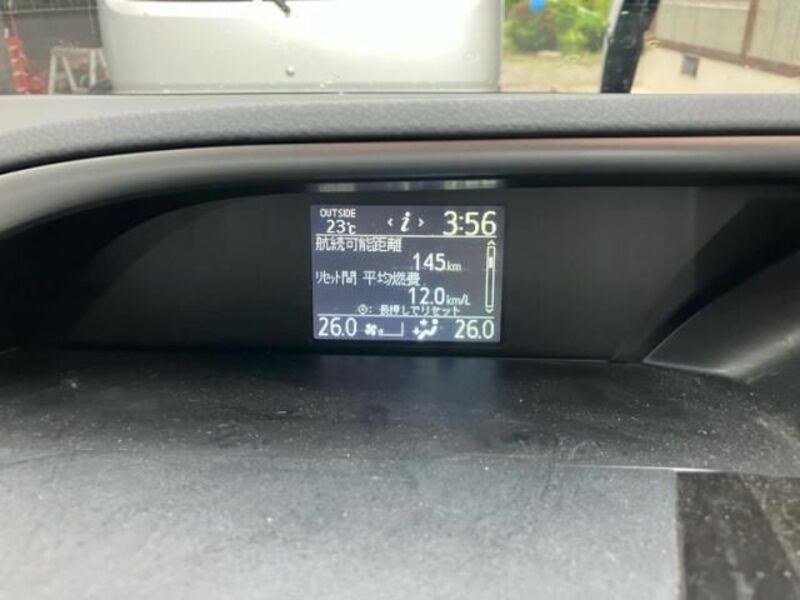 OUTSIDE
23℃ < i > 3:56
航続可能距離
145km
リセット間 平均燃費
12.0km/L
: 長押しでリセット
26.0 26.0